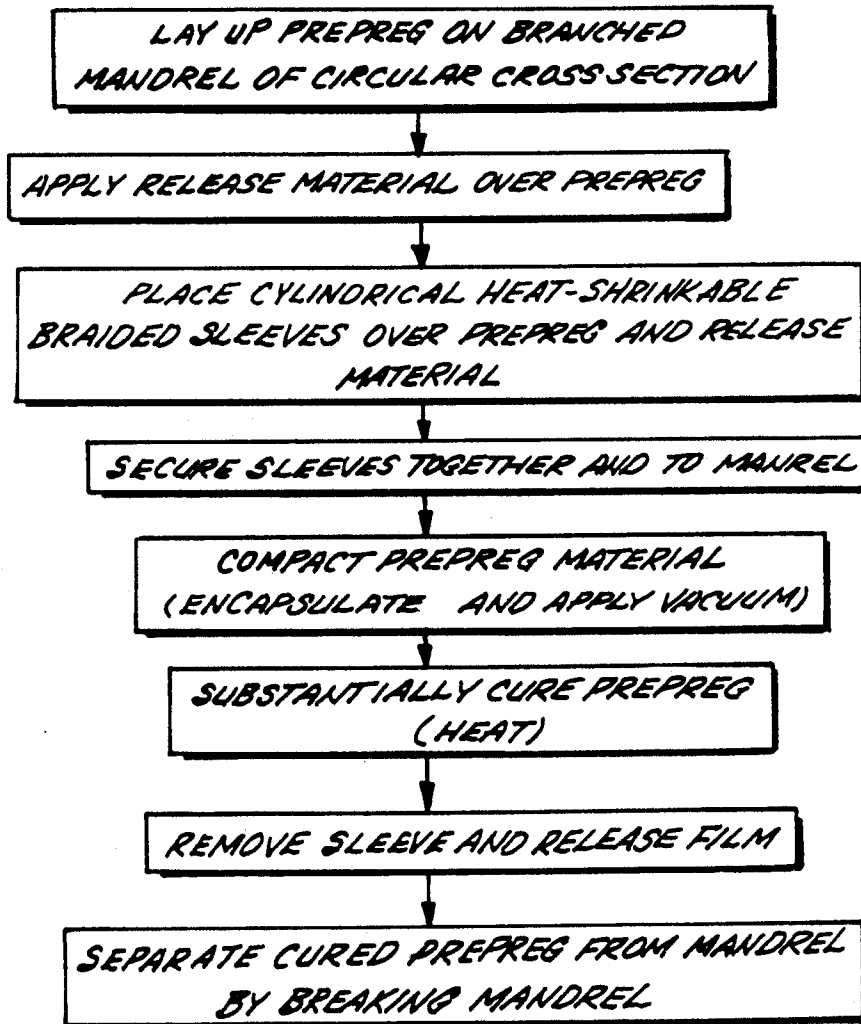 LAY UP PREPREG ON BRANCHED
MANDREL OF CIRCULAR CROSS SECTION
APPLY RELEASE MATERIAL OVER PREPREG
PLACE CYLINDRICAL HEAT-SHRINKABLE
BRAIDED SLEEVES OVER PREPREG AND RELEASE
MATERIAL
SECURE SLEEVES TOGETHER AND TO MANREL
COMPACT PREPREG MATERIAL
(ENCAPSULATE AND APPLY VACUUM)
SUBSTANTIALLY CURE PREPREG
(HEAT)
REMOVE SLEEVE AND RELEASE FILM
SEPARATE CURED PREPREG FROM MANDREL
BY BREAKING MANDREL